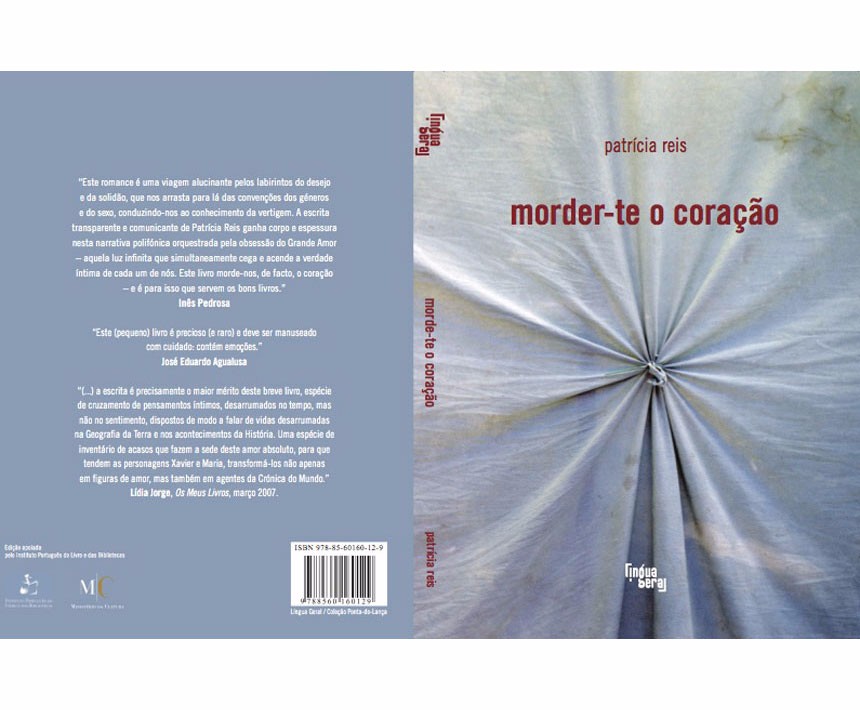 "Este romance é uma viagem alucinante pelos labirintos do desejo
e da solidão, que nos arrasta para lá das convenções dos géneros
e do sexo, conduzindo-nos ao conhecimento da vertigem. A escrita
transparente e comunicante de Patrícia Reis ganha corpo e espessura
nesta narrativa polifónica orquestrada pela obsessão do Grande Amor
– aquela luz infinita que simultaneamente cega e acende a verdade
íntima de cada um de nós. Este livro morde-nos, de facto, o coração
– e é para isso que servem os bons livros."
Inês Pedrosa
"Este (pequeno) livro é precioso (e raro) e deve ser manuseado
com cuidado: contém emoções."
José Eduardo Agualusa
"(...) a escrita é precisamente o maior mérito deste breve livro, espécie
de cruzamento de pensamentos íntimos, desarrumados no tempo, mas
não no sentimento, dispostos de modo a falar de vidas desarrumadas
na Geografia da Terra e nos acontecimentos da História. Uma espécie de
inventário de acasos que fazem a sede deste amor absoluto, para que
tendem as personagens Xavier e Maria, transformá-los não apenas
em figuras de amor, mas também em agentes da Crónica do Mundo."
Lídia Jorge, Os Meus Livros, março 2007.
Edição apoiada
pelo Instituto Português do Livro e das Bibliotecas
M|C
Ministério da Cultura
ISBN 978-85-60160-12-9
9 788560 160129
Língua Geral / Coleção Ponta-de-Lança
língua
geral
morde-te o coração
patrícia reis
patrícia reis
morder-te o coração
língua
geral